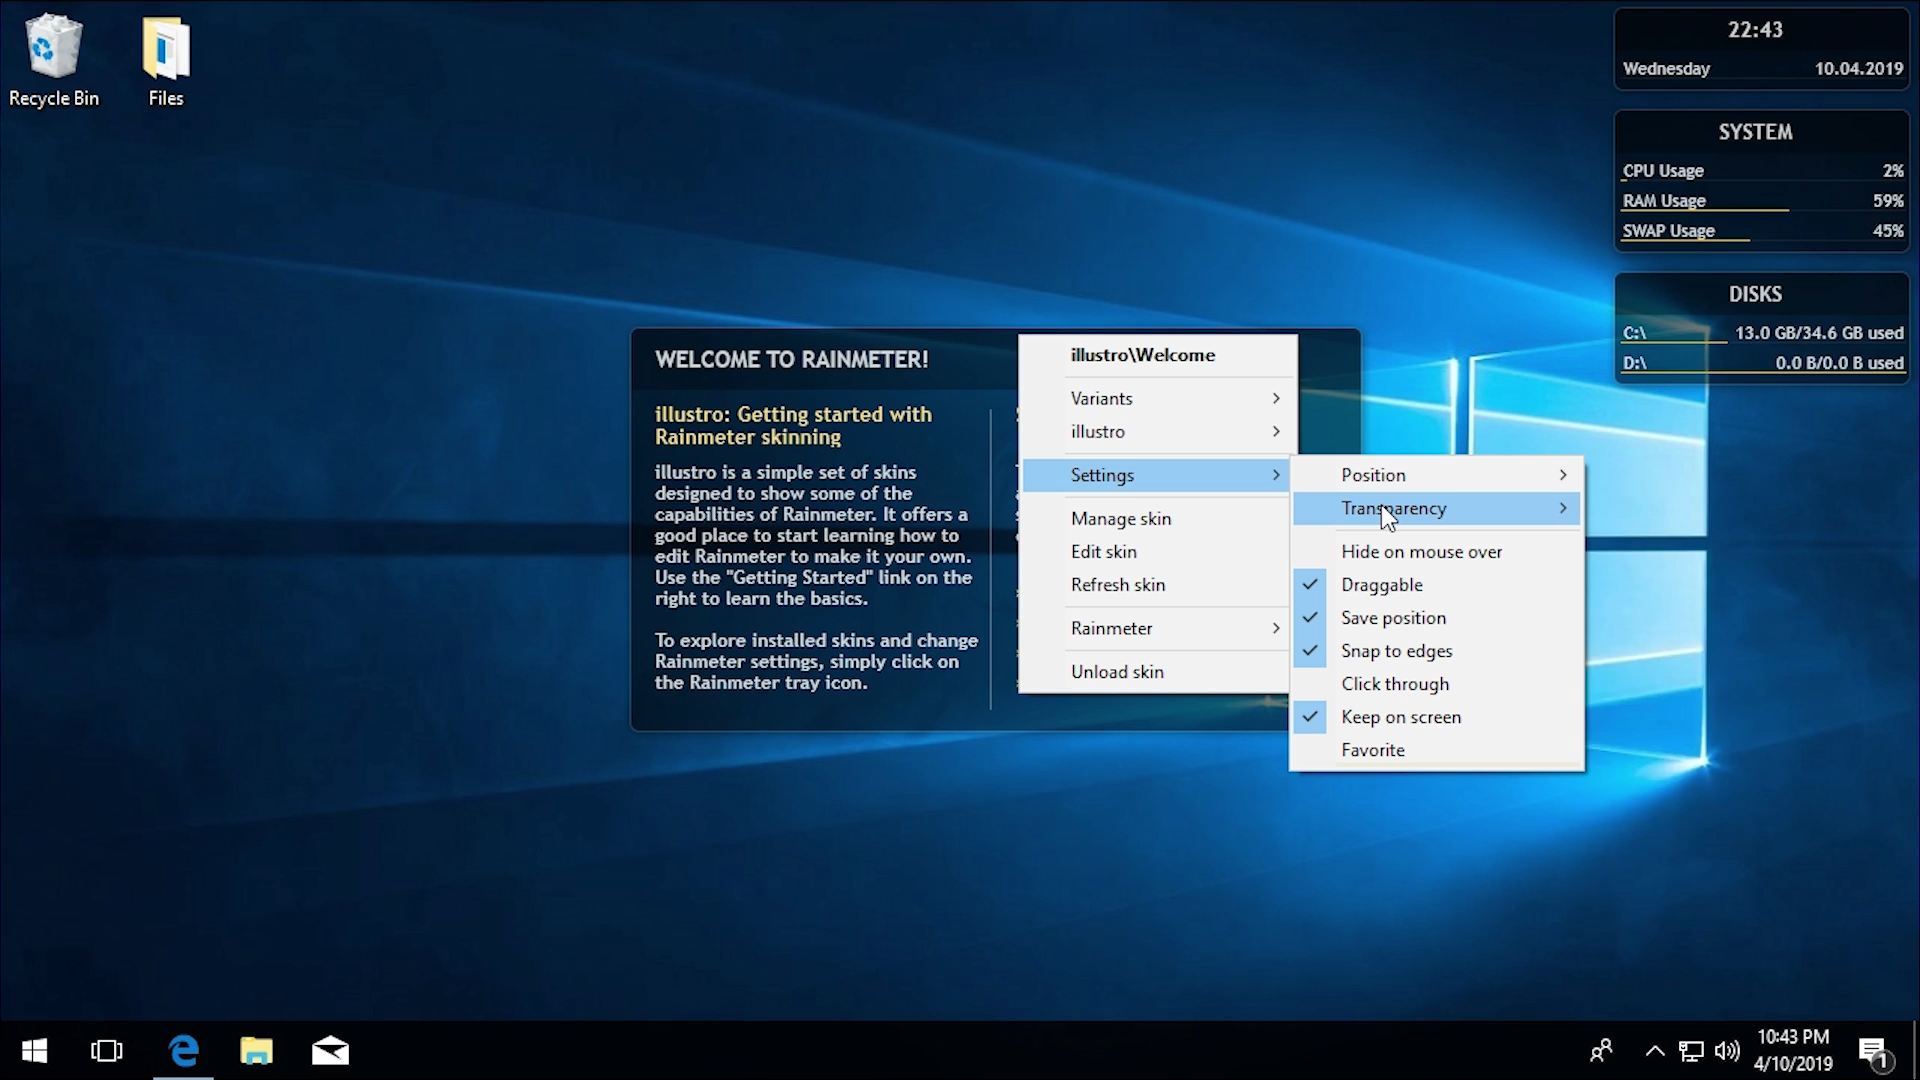 Recycle Bin
Files
22:43
Wednesday 10.04.2019
SYSTEM
CPU Usage 2%
RAM Usage 59%
SWAP Usage 45%
DISKS
C:\ 13.0 GB/34.6 GB used
D:\ 0.0 B/0.0 B used
WELCOME TO RAINMETER!
illustro: Getting started with
Rainmeter skinning
illustro is a simple set of skins
designed to show some of the
capabilities of Rainmeter. It offers a
good place to start learning how to
edit Rainmeter to make it your own.
Use the "Getting Started" link on the
right to learn the basics.
To explore installed skins and change
Rainmeter settings, simply click on
the Rainmeter tray icon.
illustro\Welcome
Variants
illustro
Settings
Manage skin
Edit skin
Refresh skin
Rainmeter
Unload skin
Position
Transparency
Hide on mouse over
Draggable
Save position
Snap to edges
Click through
Keep on screen
Favorite
10:43 PM
4/10/2019
1